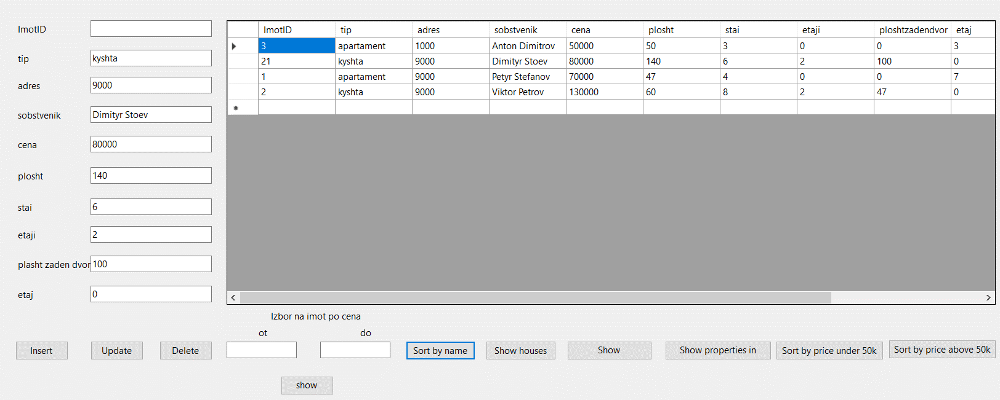 ImotID
tip kyshta
adres 9000
sobstvenik Dimityr Stoev
cena 80000
plosht 140
stai 6
etaji 2
plasht zaden dvor 100
etaj 0
ImotID tip adres sobstvenik cena plosht stai etaji ploshtzadendvor etaj
3 apartament 1000 Anton Dimitrov 50000 50 3 0 0 3
21 kyshta 9000 Dimityr Stoev 80000 140 6 2 100 0
1 apartament 9000 Petyr Stefanov 70000 47 4 0 0 7
2 kyshta 9000 Viktor Petrov 130000 60 8 2 47 0
Izbor na imot po cena
ot do
Insert Update Delete Sort by name Show houses Show Show properties in Sort by price under 50k Sort by price above 50k
show